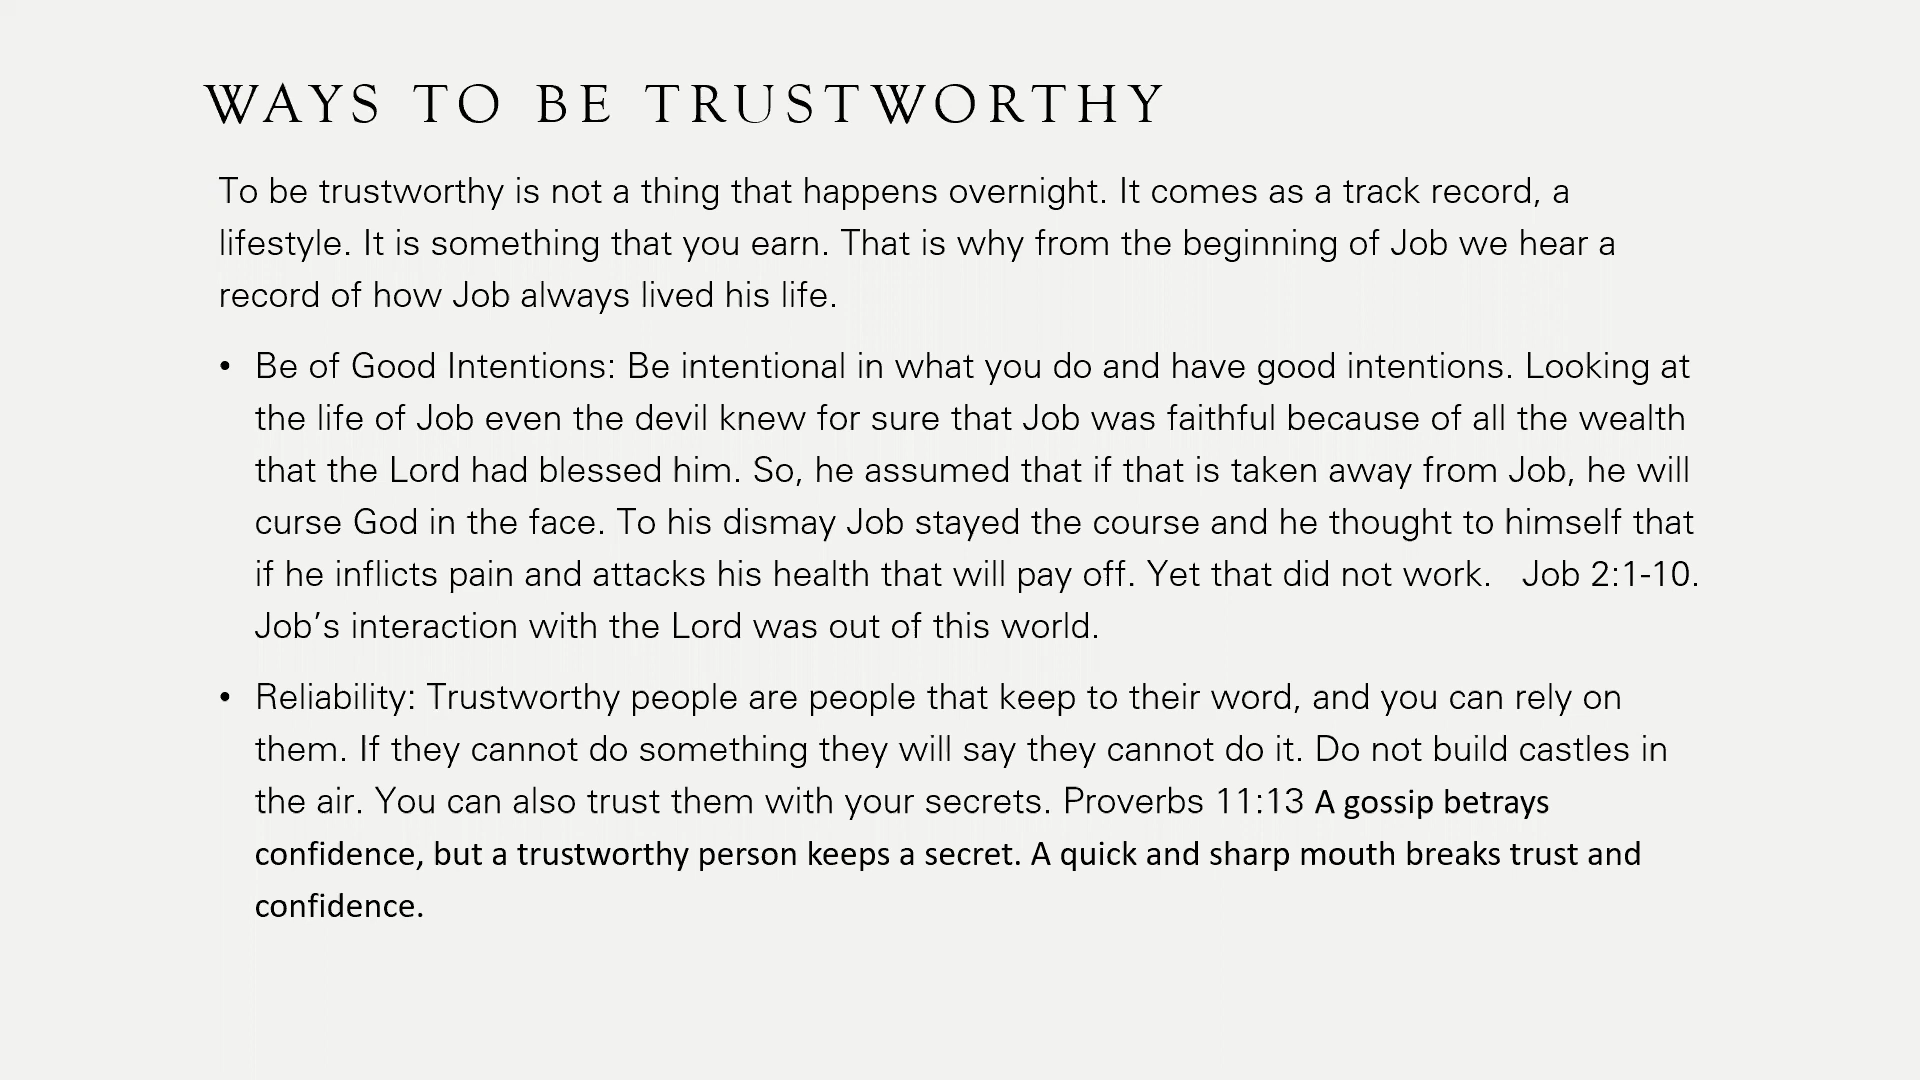 WAYS TO BE TRUSTWORTHY
To be trustworthy is not a thing that happens overnight. It comes as a track record, a
lifestyle. It is something that you earn. That is why from the beginning of Job we hear a
record of how Job always lived his life.
• Be of Good Intentions: Be intentional in what you do and have good intentions. Looking at
the life of Job even the devil knew for sure that Job was faithful because of all the wealth
that the Lord had blessed him. So, he assumed that if that is taken away from Job, he will
curse God in the face. To his dismay Job stayed the course and he thought to himself that
if he inflicts pain and attacks his health that will pay off. Yet that did not work.   Job 2:1-10.
Job’s interaction with the Lord was out of this world.
• Reliability: Trustworthy people are people that keep to their word, and you can rely on
them. If they cannot do something they will say they cannot do it. Do not build castles in
the air. You can also trust them with your secrets. Proverbs 11:13 A gossip betrays
confidence, but a trustworthy person keeps a secret. A quick and sharp mouth breaks trust and
confidence.